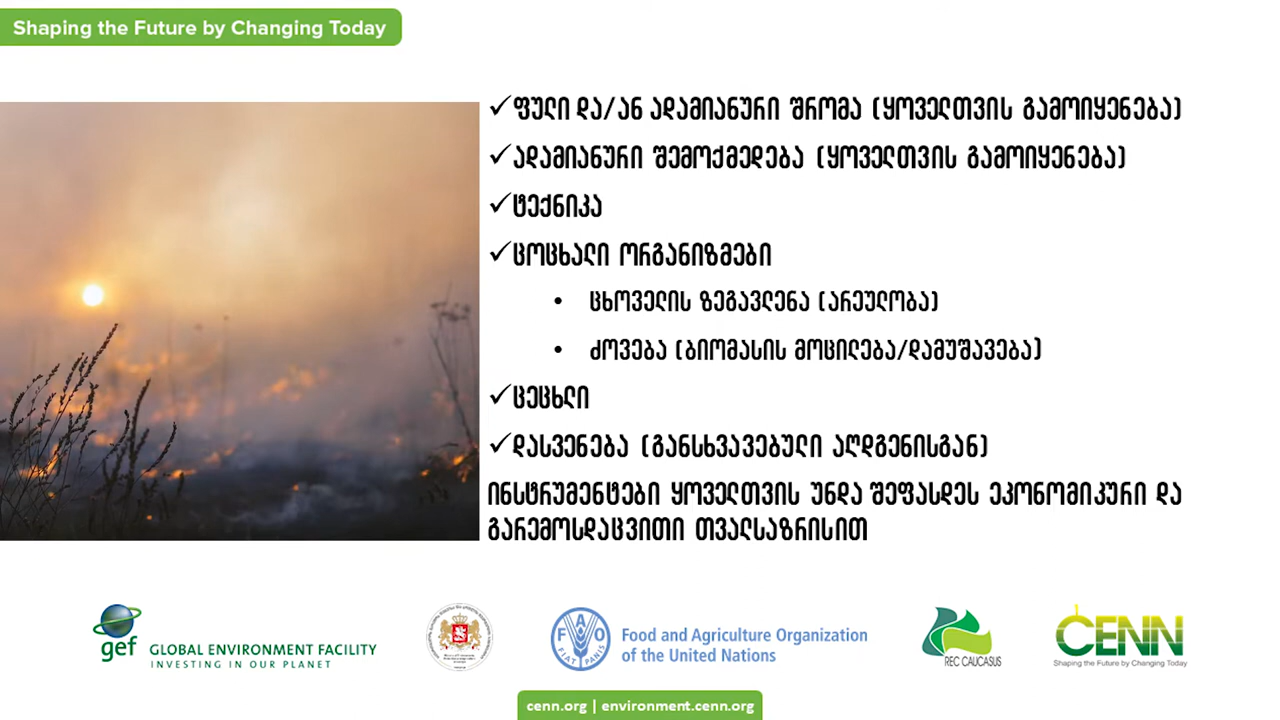 Shaping the Future by Changing Today
✓ფული და/ან ადამიანური შრომა (ყოველთვის გამოიყენება)
✓ადამიანური შემოქმედება (ყოველთვის გამოიყენება)
✓ტექნიკა
✓ცოცხალი ორგანიზმები
• ცხოველის ზეგავლენა (არეულობა)
• ძოვება (ბიომასის მოცილება/დამუშავება)
✓ცეცხლი
✓დასვენება (განსხვავებული აღდგენისგან)
ინსტრუმენტები ყოველთვის უნდა შეფასდეს ეკონომიკური და
გარემოსდაცვითი თვალსაზრისით
gef GLOBAL ENVIRONMENT FACILITY
INVESTING IN OUR PLANET
FAO
FIAT PANIS
Food and Agriculture Organization
of the United Nations
REC CAUCASUS
CENN
Shaping the Future by Changing Today
cenn.org | environment.cenn.org